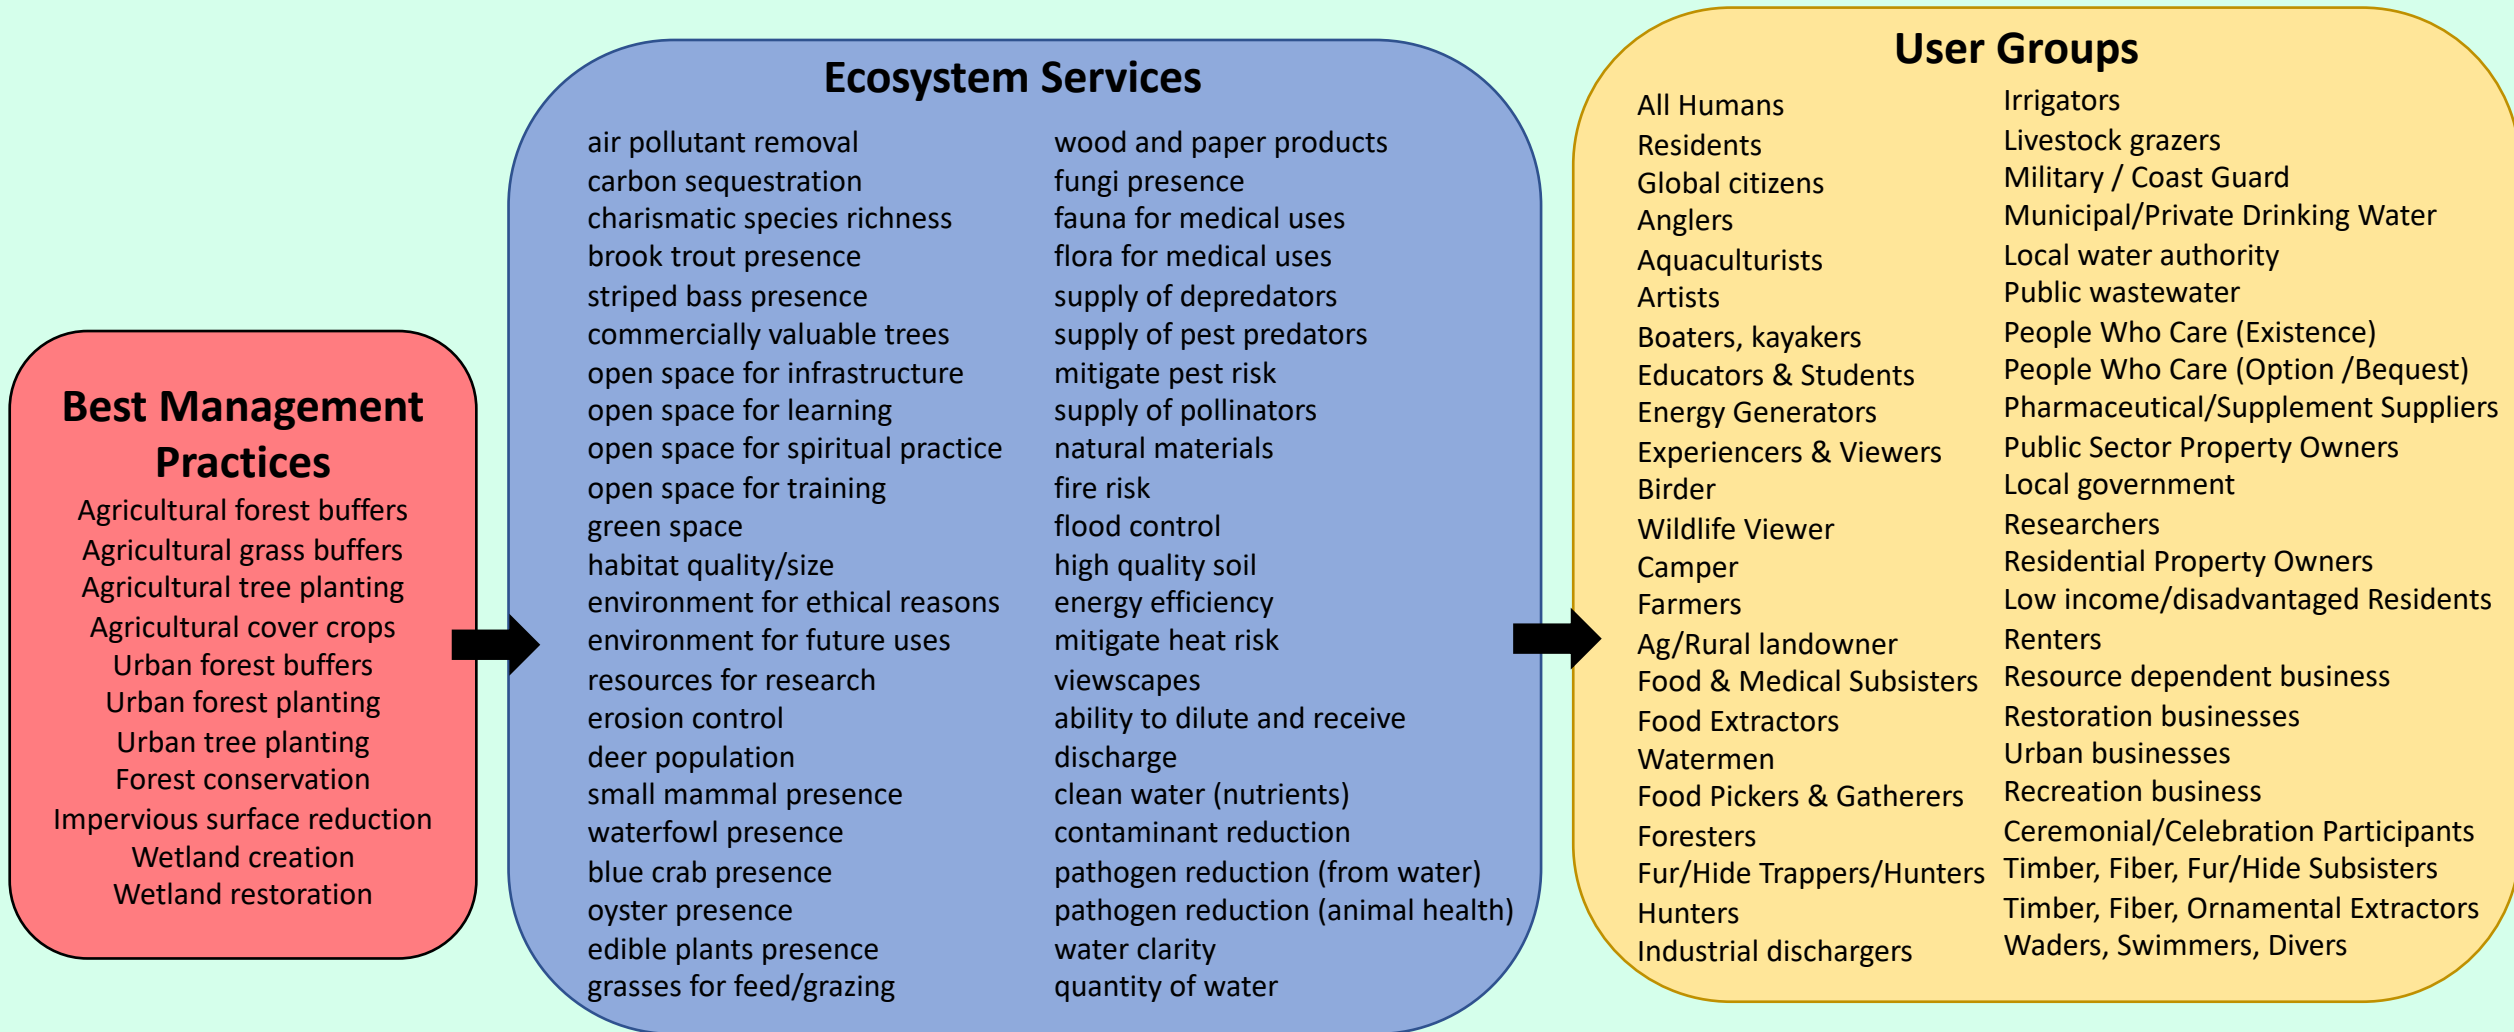 Best Management
Practices
Agricultural forest buffers
Agricultural grass buffers
Agricultural tree planting
Agricultural cover crops
Urban forest buffers
Urban forest planting
Urban tree planting
Forest conservation
Impervious surface reduction
Wetland creation
Wetland restoration
Ecosystem Services
air pollutant removal
carbon sequestration
charismatic species richness
brook trout presence
striped bass presence
commercially valuable trees
open space for infrastructure
open space for learning
open space for spiritual practice
open space for training
green space
habitat quality/size
environment for ethical reasons
environment for future uses
resources for research
erosion control
deer population
small mammal presence
waterfowl presence
blue crab presence
oyster presence
edible plants presence
grasses for feed/grazing
wood and paper products
fungi presence
fauna for medical uses
flora for medical uses
supply of depredators
supply of pest predators
mitigate pest risk
supply of pollinators
natural materials
fire risk
flood control
high quality soil
energy efficiency
mitigate heat risk
viewscapes
ability to dilute and receive
discharge
clean water (nutrients)
contaminant reduction
pathogen reduction (from water)
pathogen reduction (animal health)
water clarity
quantity of water
User Groups
All Humans
Residents
Global citizens
Anglers
Aquaculturists
Artists
Boaters, kayakers
Educators & Students
Energy Generators
Experiencers & Viewers
Birder
Wildlife Viewer
Camper
Farmers
Ag/Rural landowner
Food & Medical Subsisters
Food Extractors
Watermen
Food Pickers & Gatherers
Foresters
Fur/Hide Trappers/Hunters
Hunters
Industrial dischargers
Irrigators
Livestock grazers
Military / Coast Guard
Municipal/Private Drinking Water
Local water authority
Public wastewater
People Who Care (Existence)
People Who Care (Option /Bequest)
Pharmaceutical/Supplement Suppliers
Public Sector Property Owners
Local government
Researchers
Residential Property Owners
Low income/disadvantaged Residents
Renters
Resource dependent business
Restoration businesses
Urban businesses
Recreation business
Ceremonial/Celebration Participants
Timber, Fiber, Fur/Hide Subsisters
Timber, Fiber, Ornamental Extractors
Waders, Swimmers, Divers